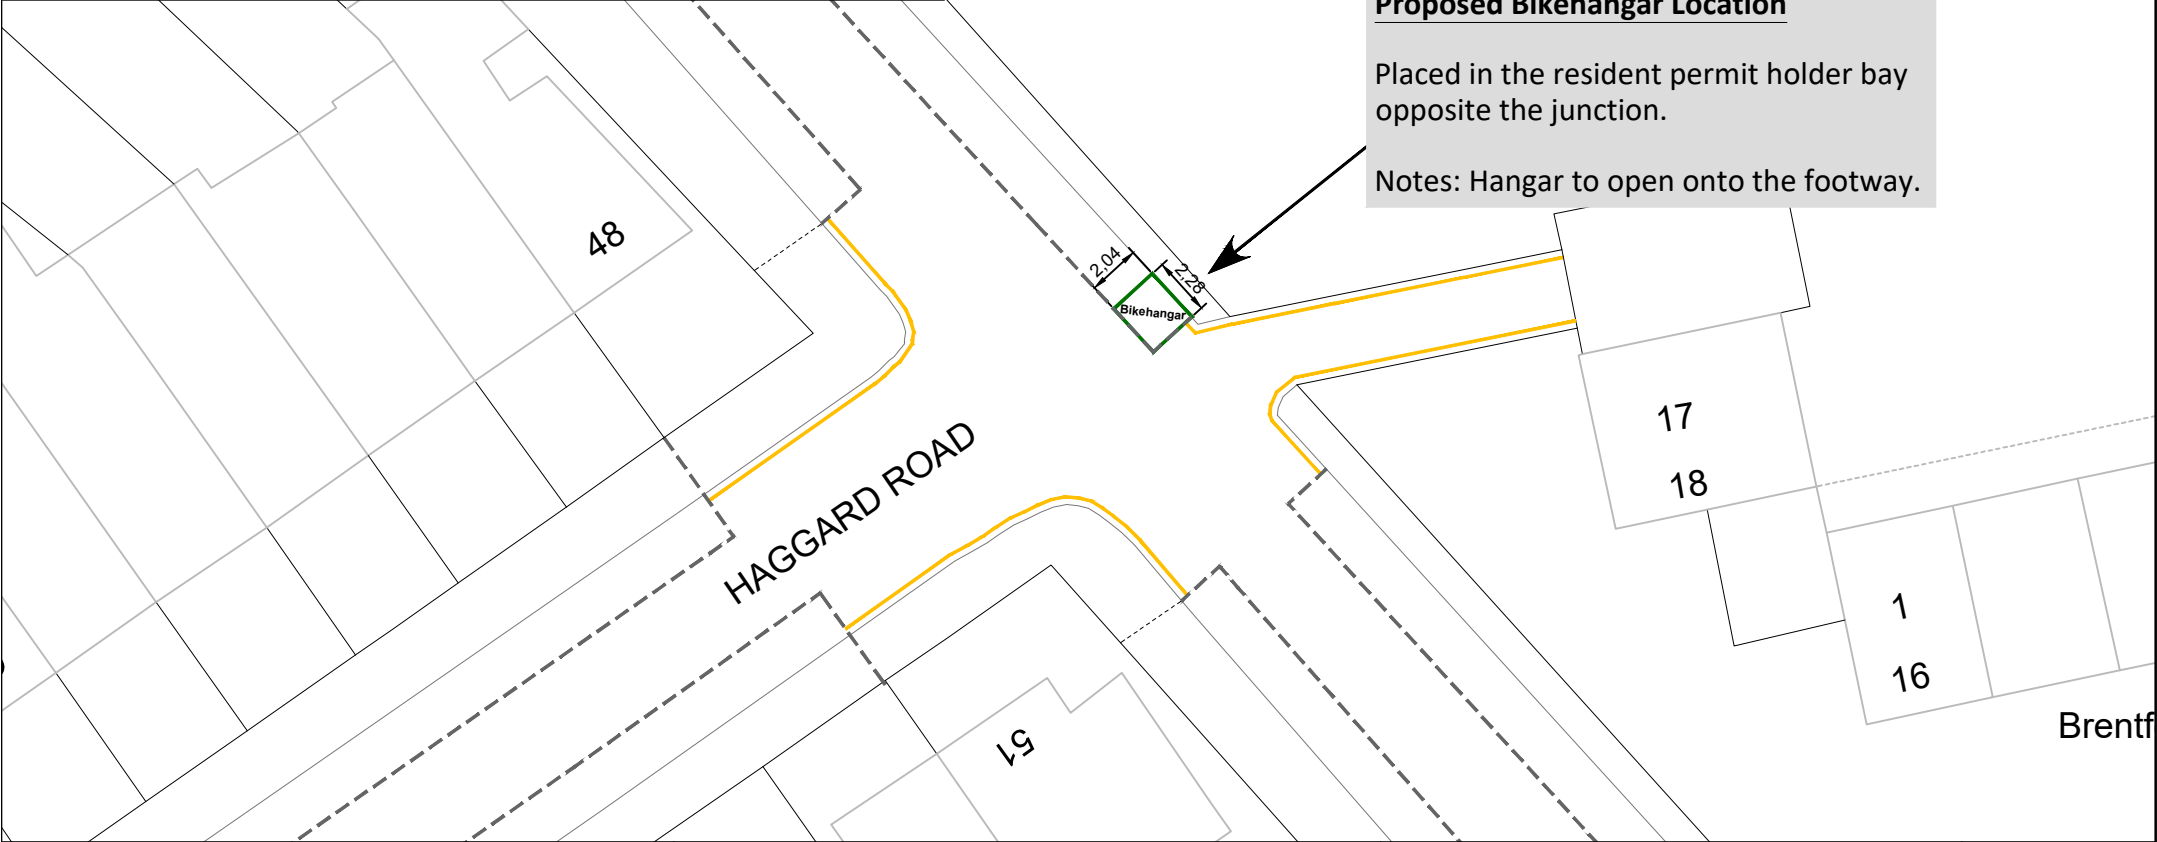 Proposed Bikehangar Location
Placed in the resident permit holder bay
opposite the junction.
Notes: Hangar to open onto the footway.
48
2,04
2,28
Bikehangar
HAGGARD ROAD
17
18
1
16
51
Brentf